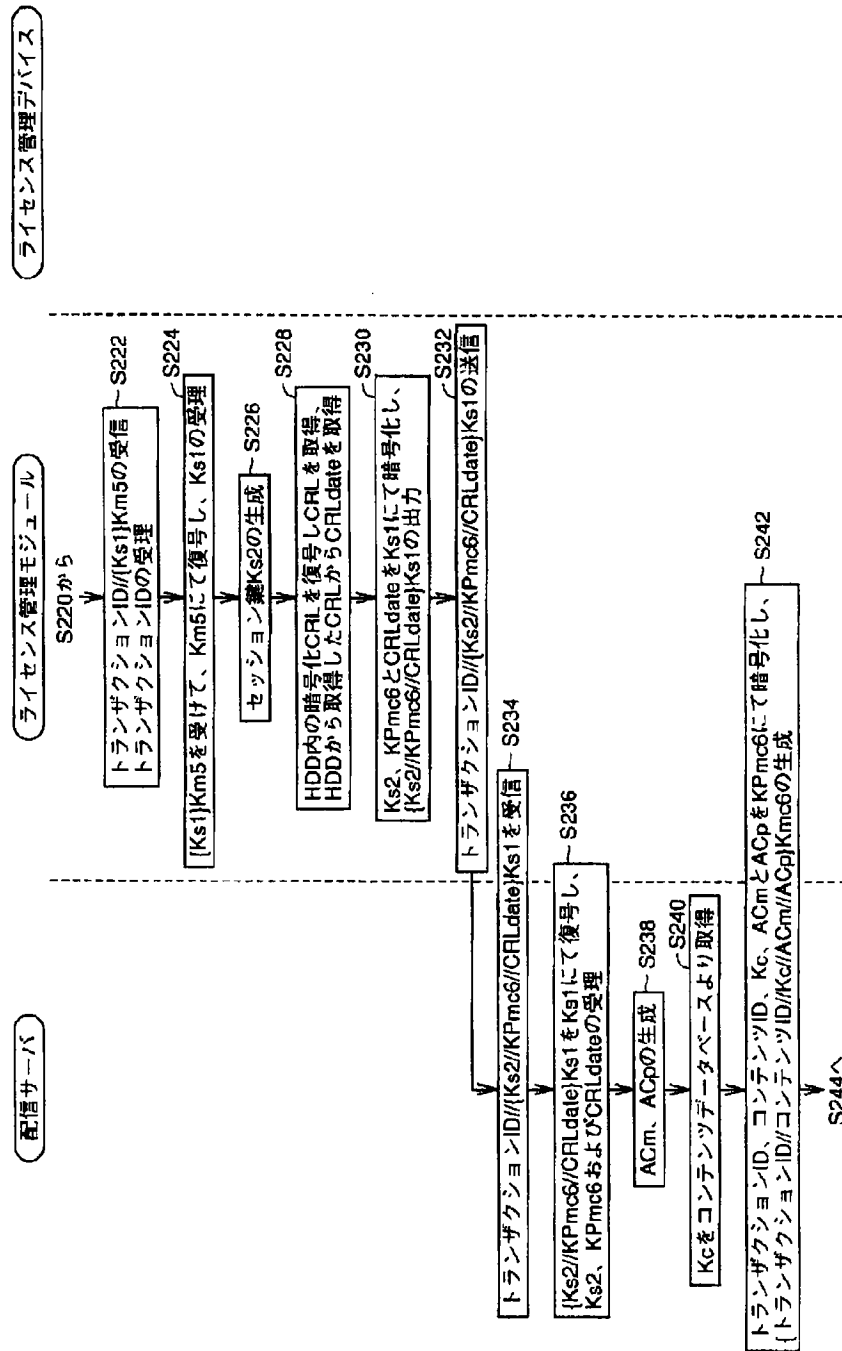 配信サーバ
ライセンス管理モジュール
ライセンス管理デバイス
S220から
トランザクションID//{Ks1}Km5の受信
トランザクションIDの受理
S222
{Ks1}Km5を受けて、Km5にて復号し、Ks1の受理
S224
セッション鍵Ks2の生成
S226
HDD内の暗号化CRLを復号しCRLを取得、
HDDから取得したCRLからCRLdateを取得
S228
Ks2、KPmc6とCRLdateをKs1にて暗号化し、
{Ks2//KPmc6//CRLdate}Ks1の出力
S230
トランザクションID//{Ks2//KPmc6//CRLdate}Ks1の送信
S232
トランザクションID//{Ks2//KPmc6//CRLdate}Ks1を受信
S234
{Ks2//KPmc6//CRLdate}Ks1をKs1にて復号し、
Ks2、KPmc6およびCRLdateの受理
S236
ACm、ACpの生成
S238
Kcをコンテンツデータベースより取得
S240
トランザクションID、コンテンツID、Kc、ACmとACpをKPmc6にて暗号化し、
{トランザクションID//コンテンツID//Kc//ACm//ACp}Kmc6の生成
S242
S244へ